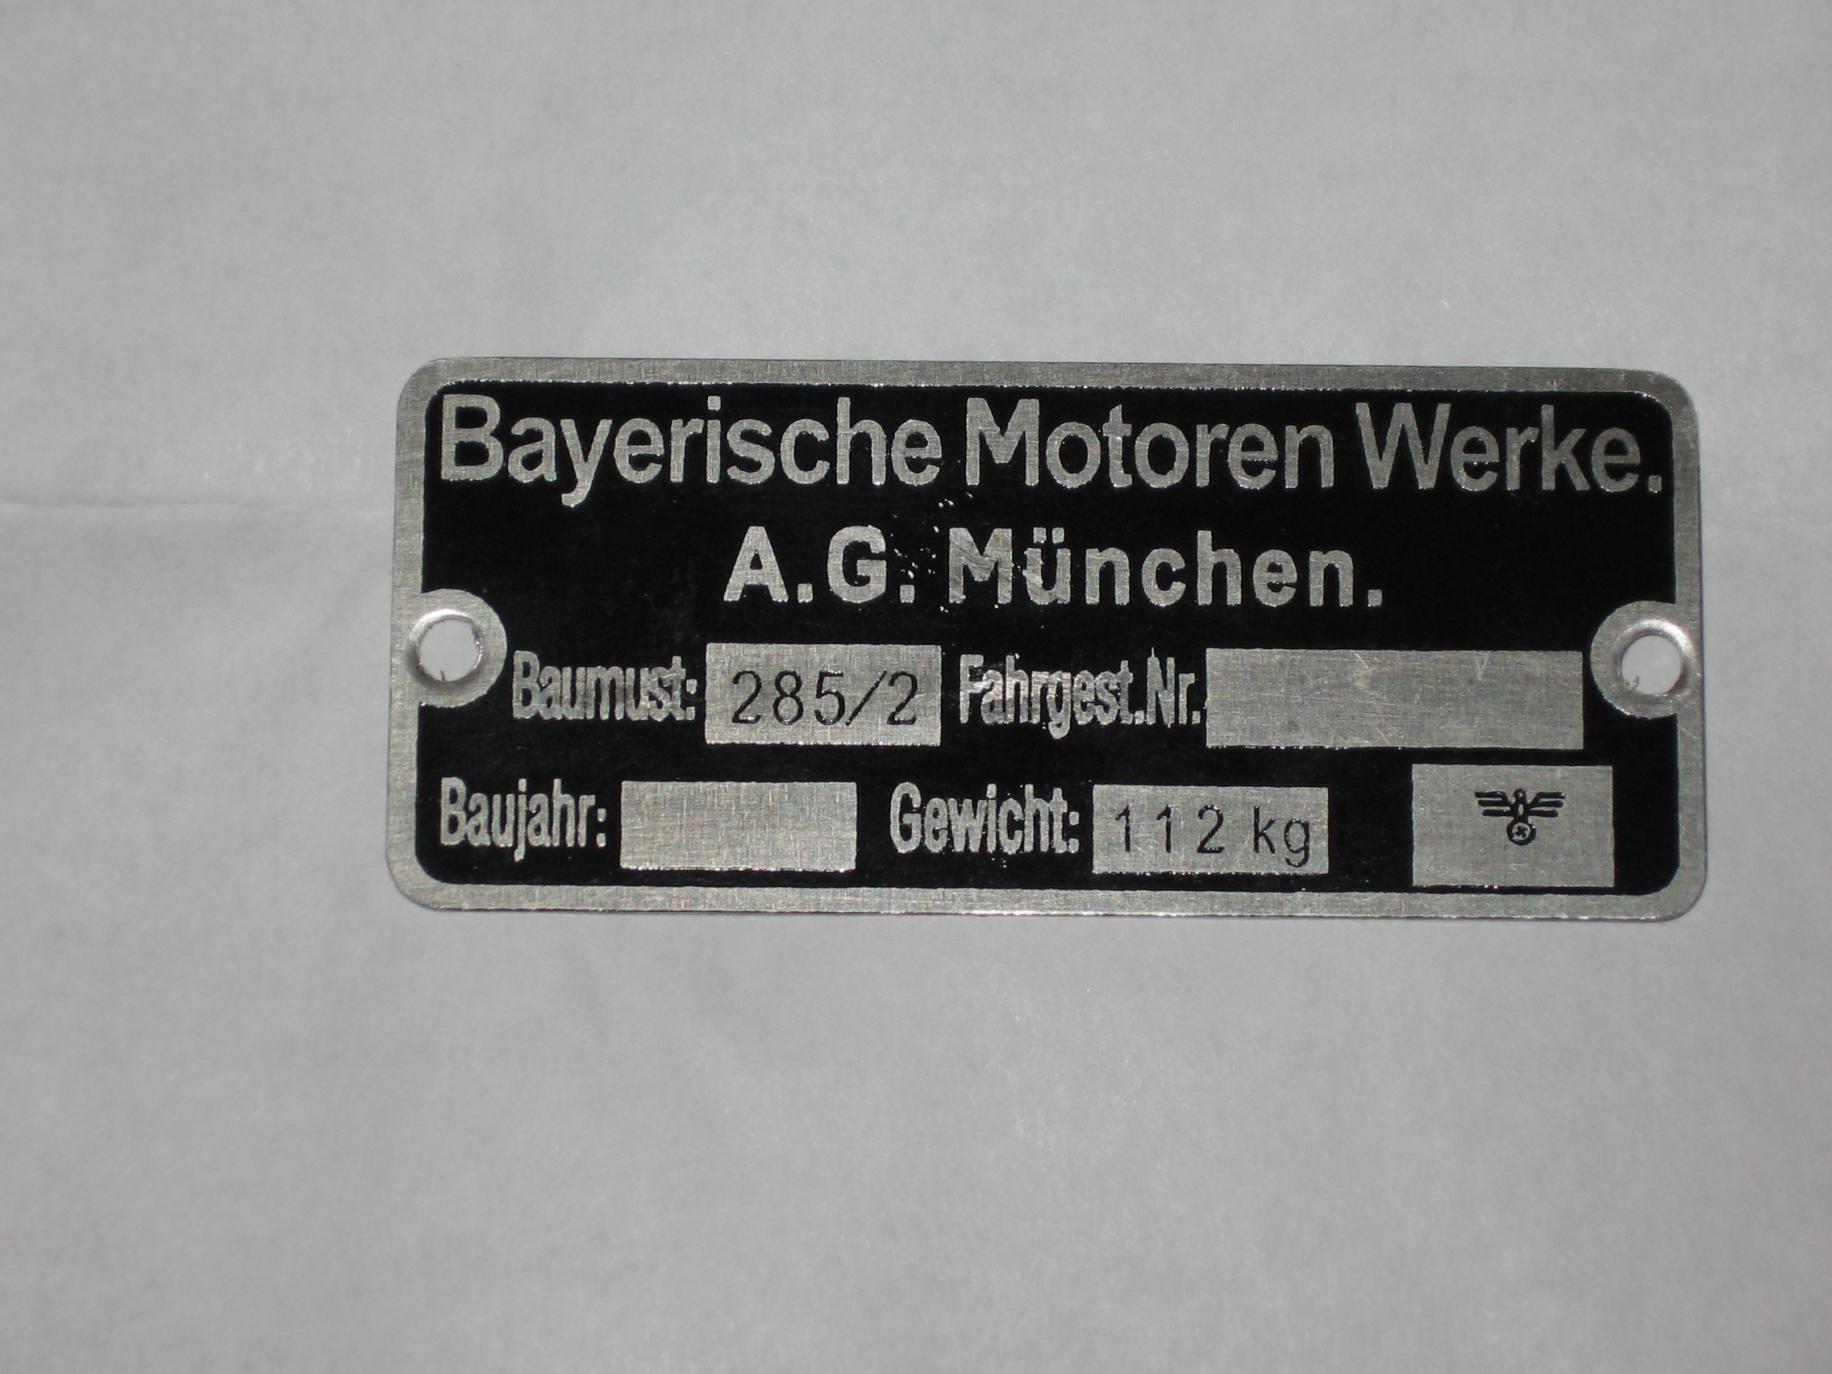 Bayerische Motoren Werke.
A.G. München.
Baumust: 285/2 Fahrgest.Nr.
Baujahr: Gewicht: 112 kg